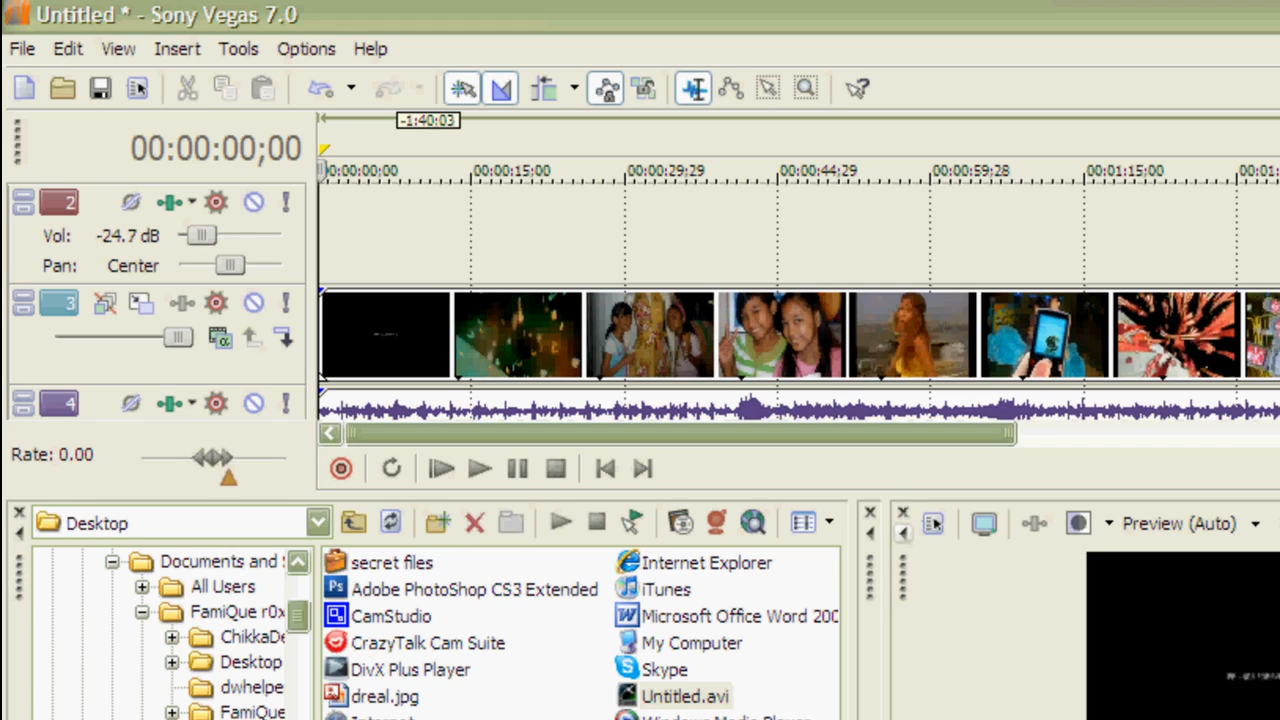 Untitled * - Sony Vegas 7.0
File Edit View Insert Tools Options Help
-1:40:03
00:00:00;00
0:00:00;00 00:00:15;00 00:00:29;29 00:00:44;29 00:00:59;28 00:01:15;00 00:01:
2
Vol: -24.7 dB
Pan: Center
3
4
Rate: 0.00
Desktop
Preview (Auto)
Documents and
All Users
FamiQue r0x
ChikkaDe
Desktop
dwhelpe
FamiQue
secret files
Adobe PhotoShop CS3 Extended
CamStudio
CrazyTalk Cam Suite
DivX Plus Player
dreal.jpg
Internet
Internet Explorer
iTunes
Microsoft Office Word 200
My Computer
Skype
Untitled.avi
Windows Media Player